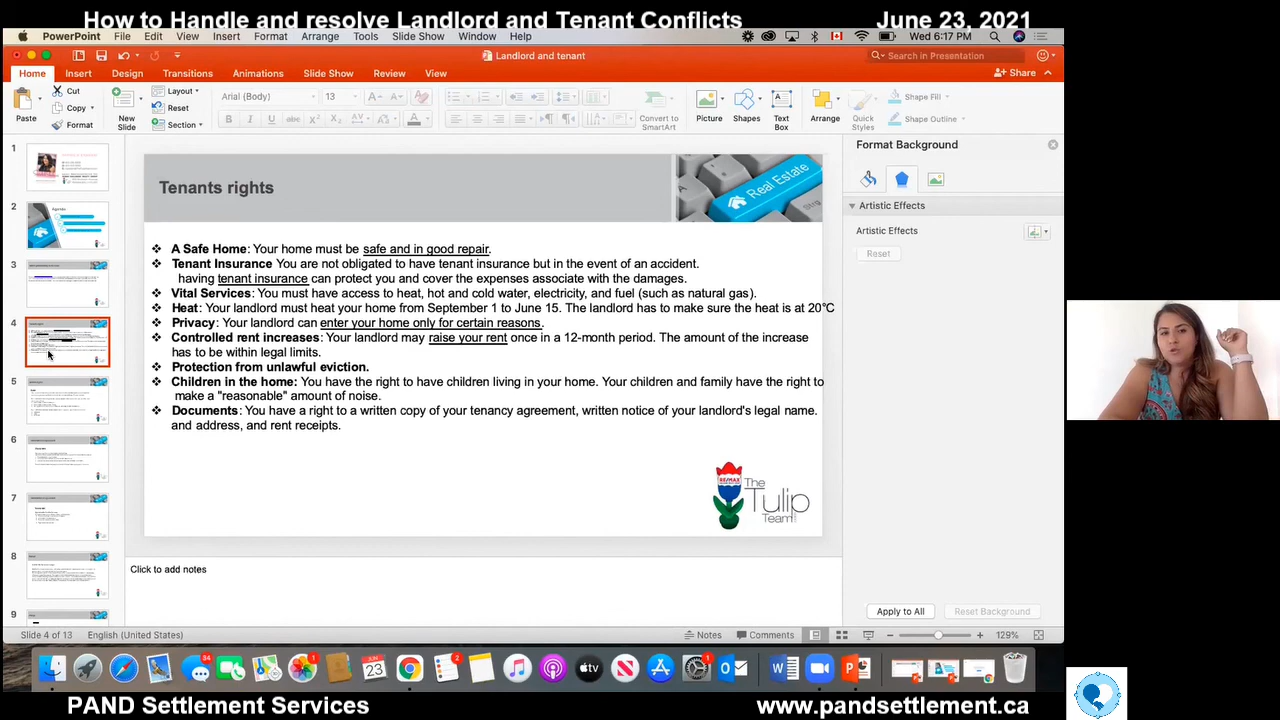 How to Handle and resolve Landlord and Tenant Conflicts June 23, 2021
PowerPoint File Edit View Insert Format Arrange Tools Slide Show Window Help Wed 6:17 PM
Landlord and tenant
Search in Presentation
Home Insert Design Transitions Animations Slide Show Review View
Share
Paste
Cut
Copy
Format
New Slide
Layout
Reset
Section
Arial (Body) 13
Convert to SmartArt
Picture
Shapes
Text Box
Arrange
Quick Styles
Shape Fill
Shape Outline
Format Background
Artistic Effects
Artistic Effects
Reset
1
2
3
4
5
6
7
8
9
Tenants rights
Real Estate
❖ A Safe Home: Your home must be safe and in good repair.
❖ Tenant Insurance You are not obligated to have tenant insurance but in the event of an accident.
having tenant insurance can protect you and cover the expenses associate with the damages.
❖ Vital Services: You must have access to heat, hot and cold water, electricity, and fuel (such as natural gas).
❖ Heat: Your landlord must heat your home from September 1 to June 15. The landlord has to make sure the heat is at 20°C
❖ Privacy: Your landlord can enter your home only for certain reasons.
❖ Controlled rent increases: Your landlord may raise your rent once in a 12-month period. The amount of the increase
has to be within legal limits.
❖ Protection from unlawful eviction.
❖ Children in the home: You have the right to have children living in your home. Your children and family have the right to
make a "reasonable" amount of noise.
❖ Documents: You have a right to a written copy of your tenancy agreement, written notice of your landlord's legal name.
and address, and rent receipts.
RE/MAX
The
Tulip
Team
Click to add notes
Apply to All
Reset Background
Slide 4 of 13 English (United States)
Notes Comments 129%
PAND Settlement Services www.pandsettlement.ca